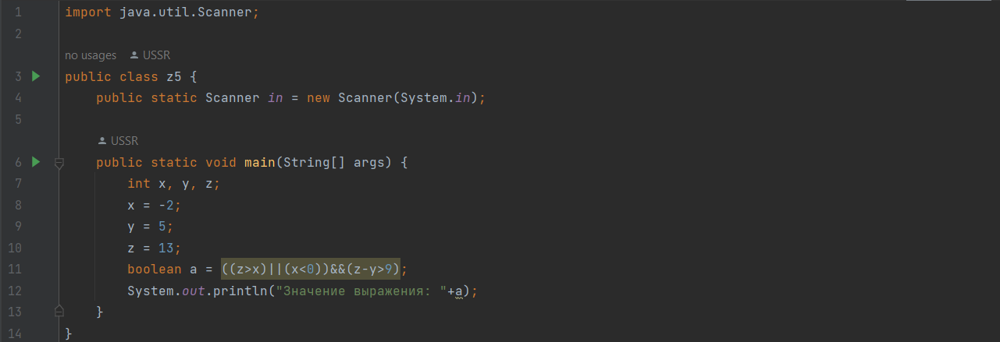 1 import java.util.Scanner;
2
no usages USSR
3 public class z5 {
4 public static Scanner in = new Scanner(System.in);
5
USSR
6 public static void main(String[] args) {
7 int x, y, z;
8 x = -2;
9 y = 5;
10 z = 13;
11 boolean a = ((z>x)||(x<0))&&(z-y>9);
12 System.out.println("Значение выражения: "+a);
13 }
14 }